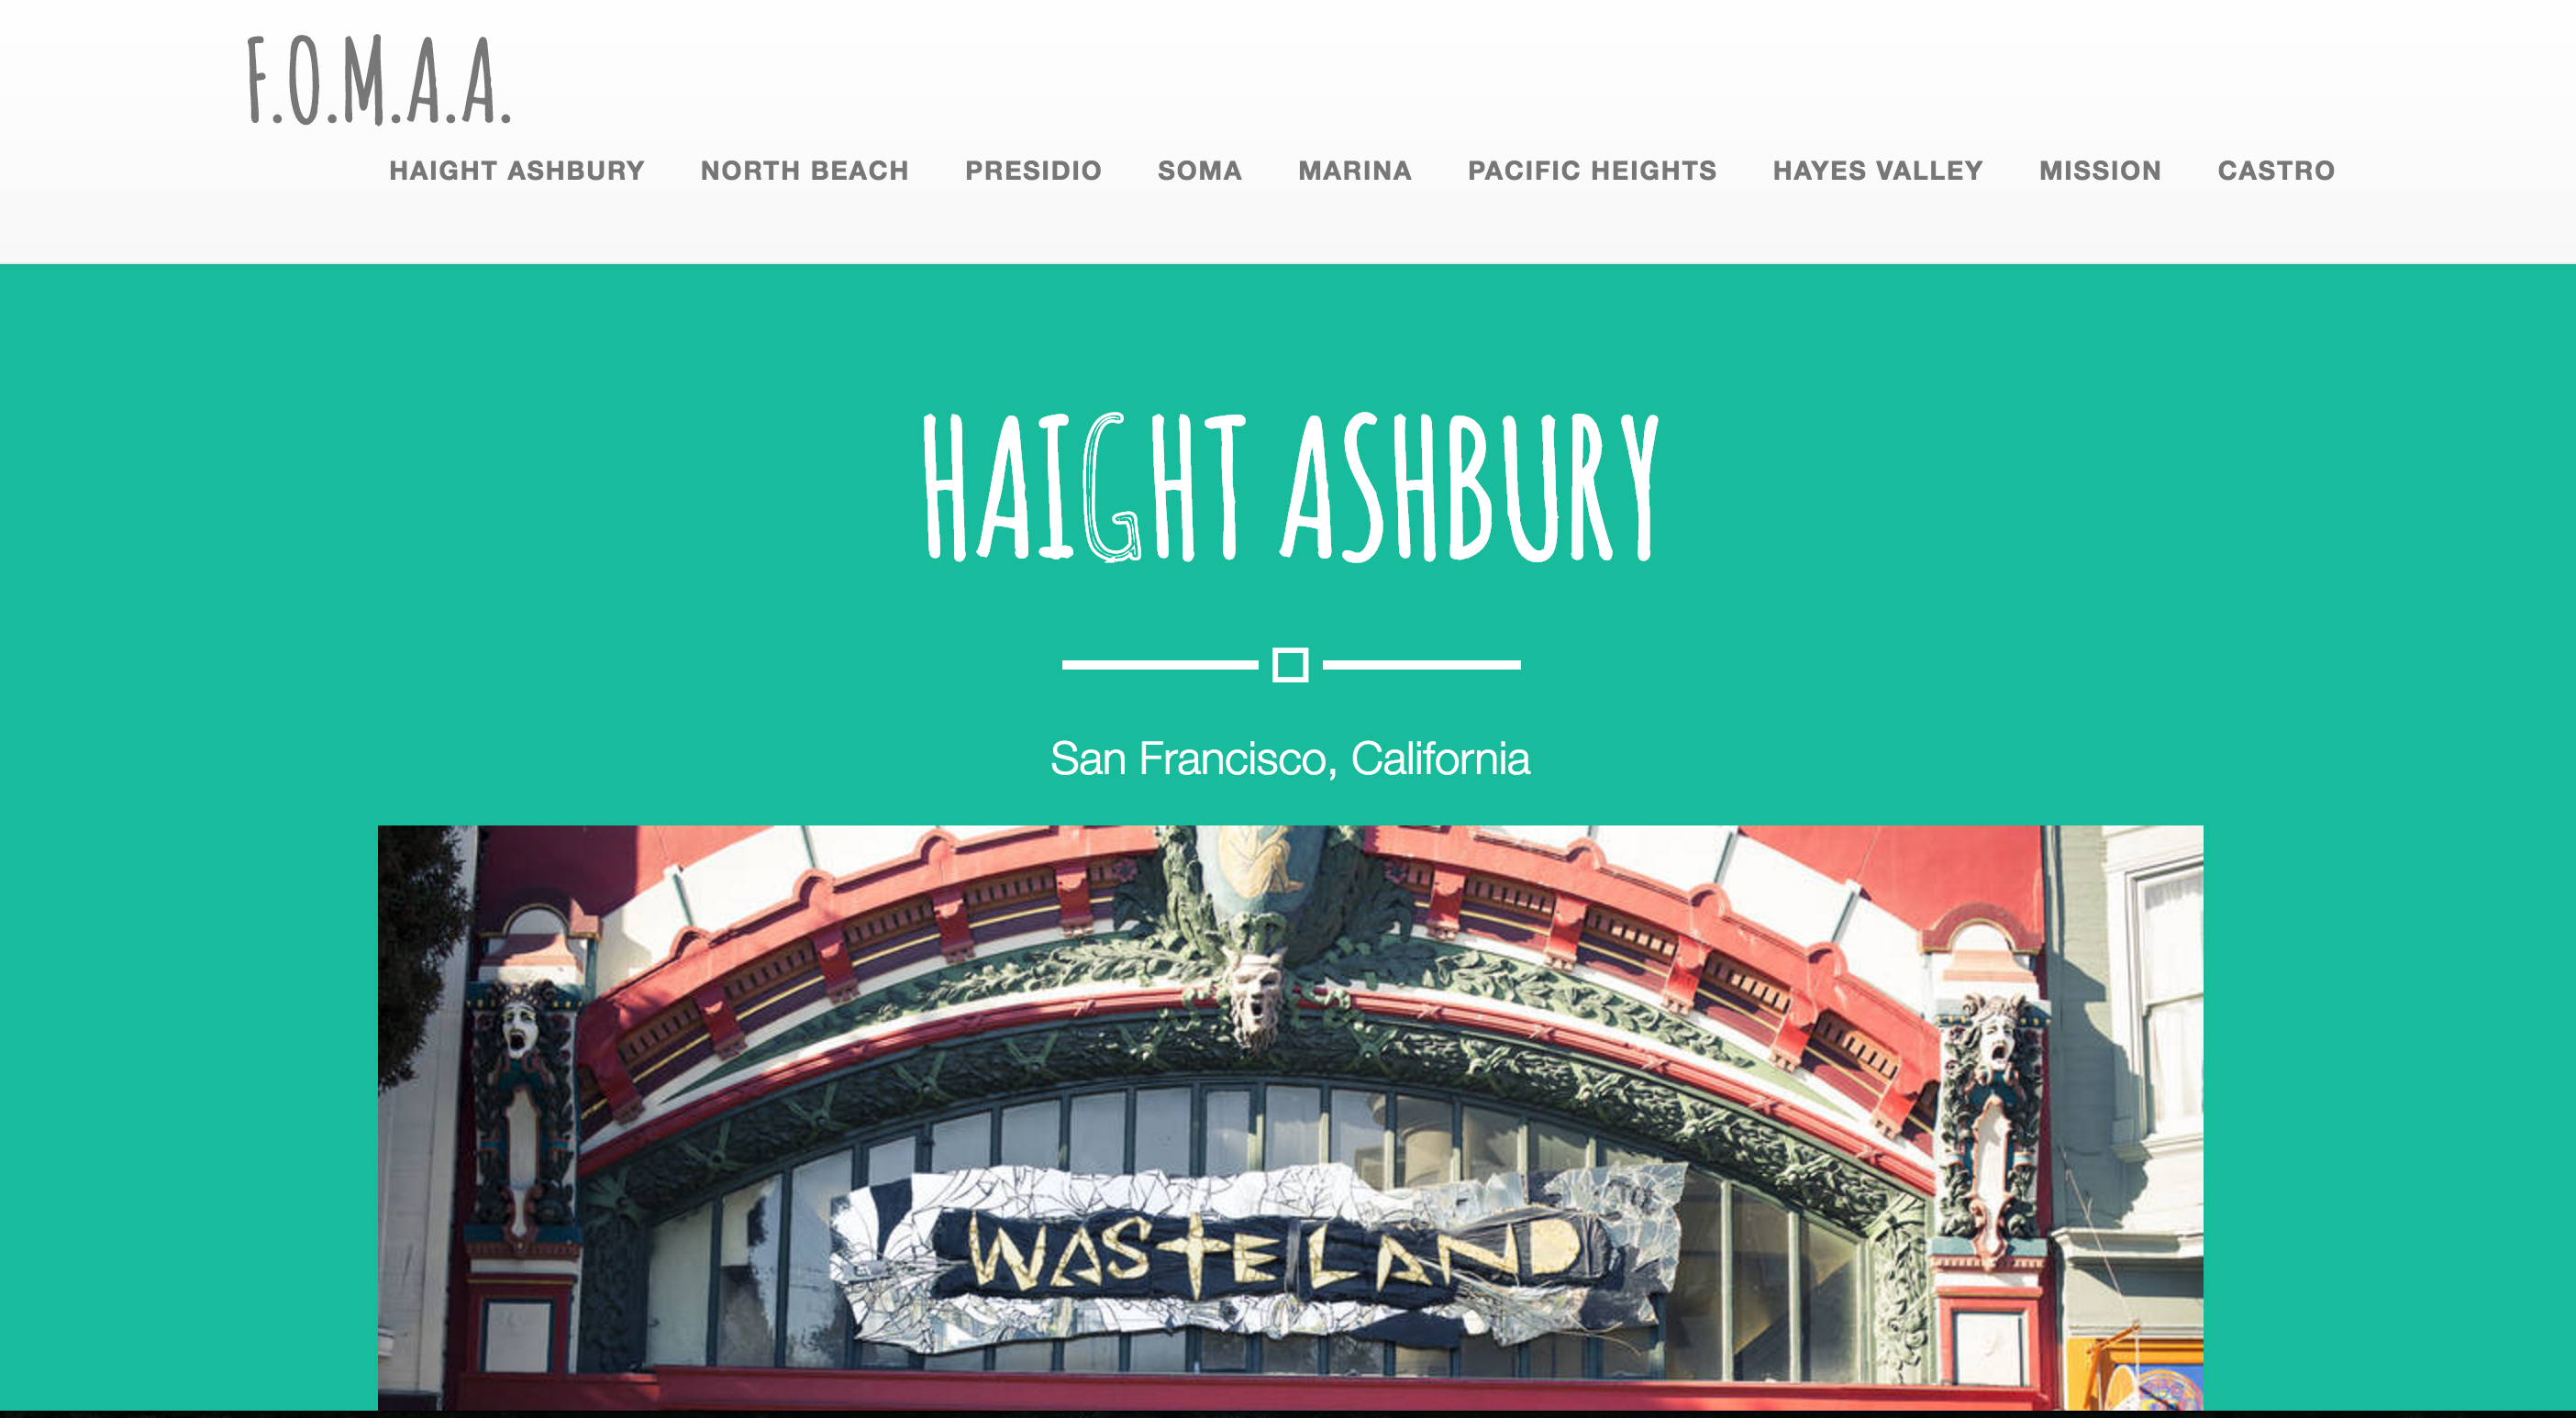 F.O.M.A.A.
HAIGHT ASHBURY NORTH BEACH PRESIDIO SOMA MARINA PACIFIC HEIGHTS HAYES VALLEY MISSION CASTRO
HAIGHT ASHBURY
San Francisco, California
WASTELAND